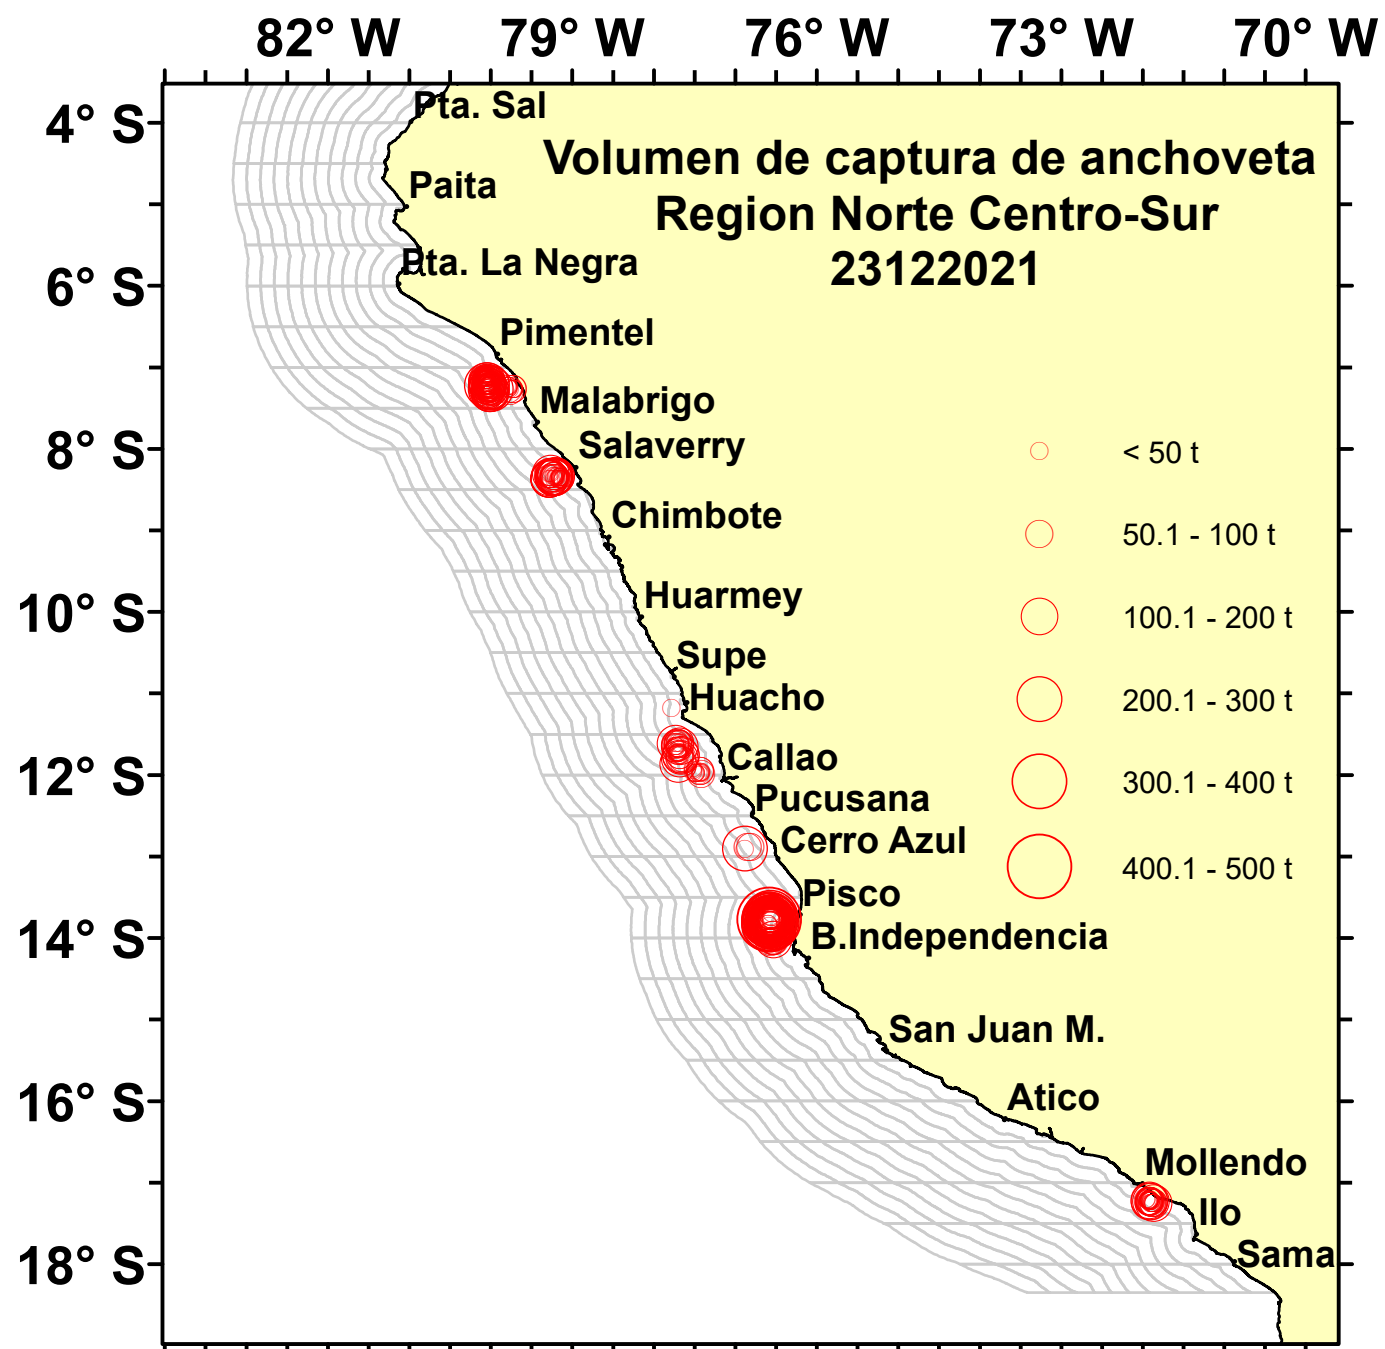 82° W 79° W 76° W 73° W 70° W
4° S
6° S
8° S
10° S
12° S
14° S
16° S
18° S
Volumen de captura de anchoveta
Region Norte Centro-Sur
23122021
Pta. Sal
Paita
Pta. La Negra
Pimentel
Malabrigo
Salaverry
Chimbote
Huarmey
Supe
Huacho
Callao
Pucusana
Cerro Azul
Pisco
B.Independencia
San Juan M.
Atico
Mollendo
Ilo
Sama
< 50 t
50.1 - 100 t
100.1 - 200 t
200.1 - 300 t
300.1 - 400 t
400.1 - 500 t